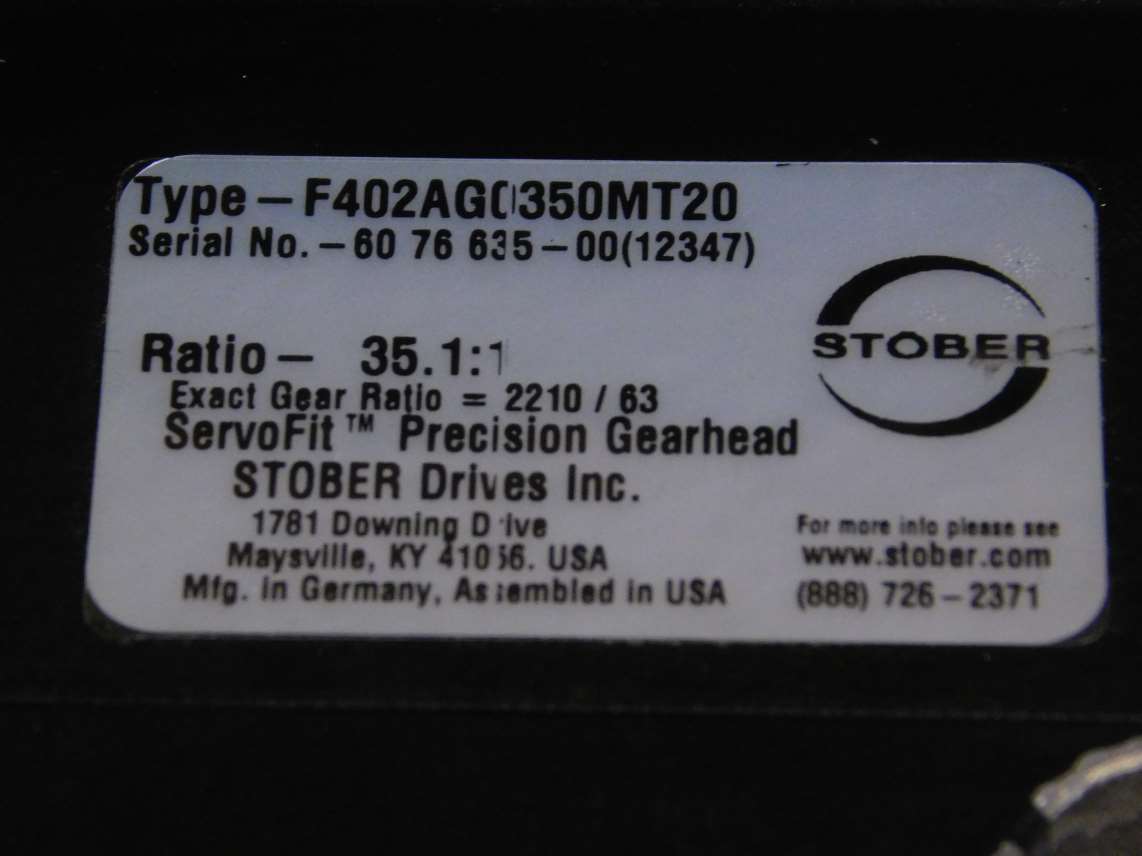 Type – F402AG0350MT20
Serial No. – 60 76 635 – 00(12347)
STÖBER
Ratio – 35.1:1
Exact Gear Ratio = 2210 / 63
ServoFit™ Precision Gearhead
STOBER Drives Inc.
1781 Downing Drive
Maysville, KY 41056. USA
Mfg. in Germany, Assembled in USA
For more info please see
www.stober.com
(888) 726 – 2371